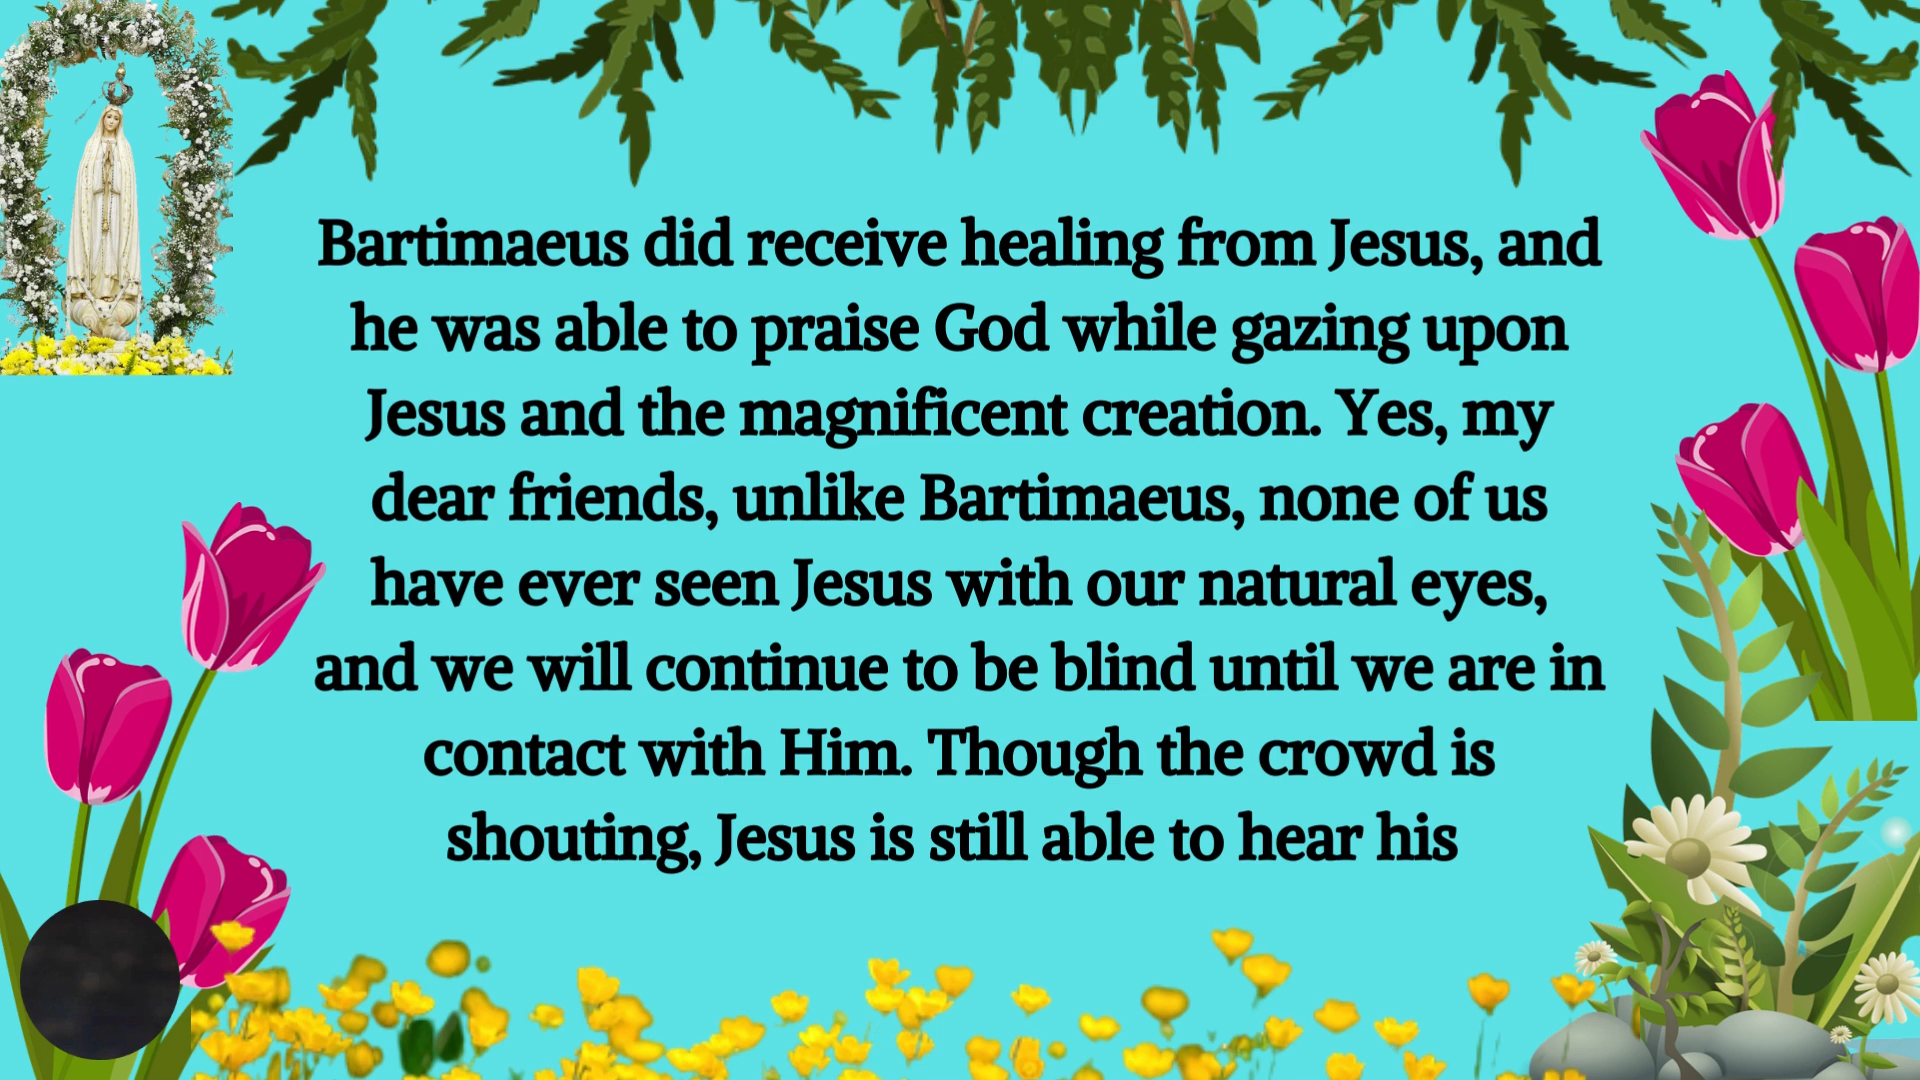 Bartimaeus did receive healing from Jesus, and
he was able to praise God while gazing upon
Jesus and the magnificent creation. Yes, my
dear friends, unlike Bartimaeus, none of us
have ever seen Jesus with our natural eyes,
and we will continue to be blind until we are in
contact with Him. Though the crowd is
shouting, Jesus is still able to hear his